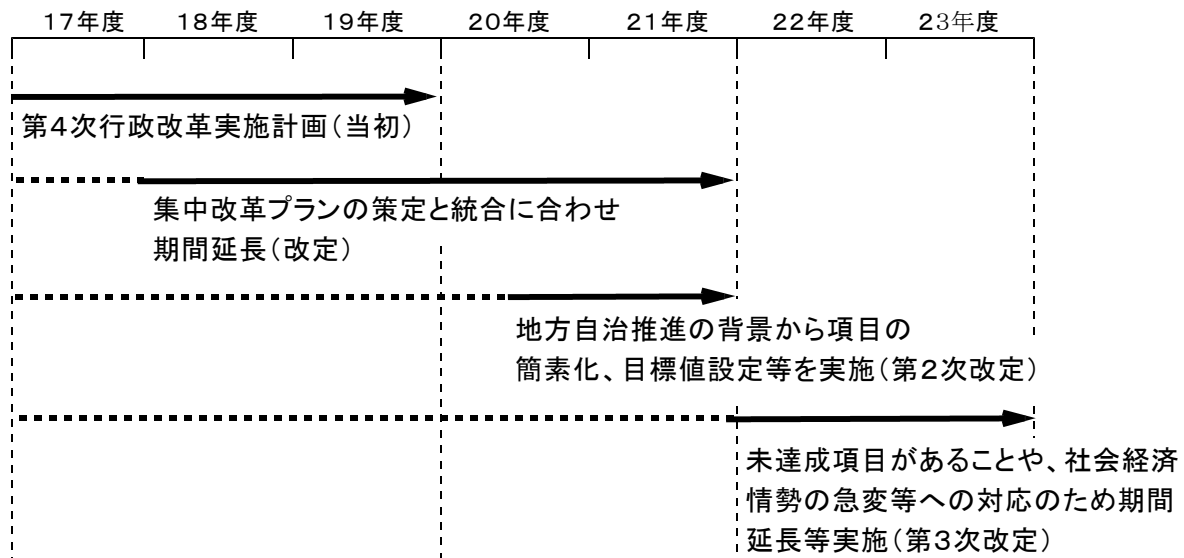 17年度 18年度 19年度 20年度 21年度 22年度 23年度
第4次行政改革実施計画(当初)
集中改革プランの策定と統合に合わせ
期間延長(改定)
地方自治推進の背景から項目の
簡素化、目標値設定等を実施(第2次改定)
未達成項目があることや、社会経済
情勢の急変等への対応のため期間
延長等実施(第3次改定)